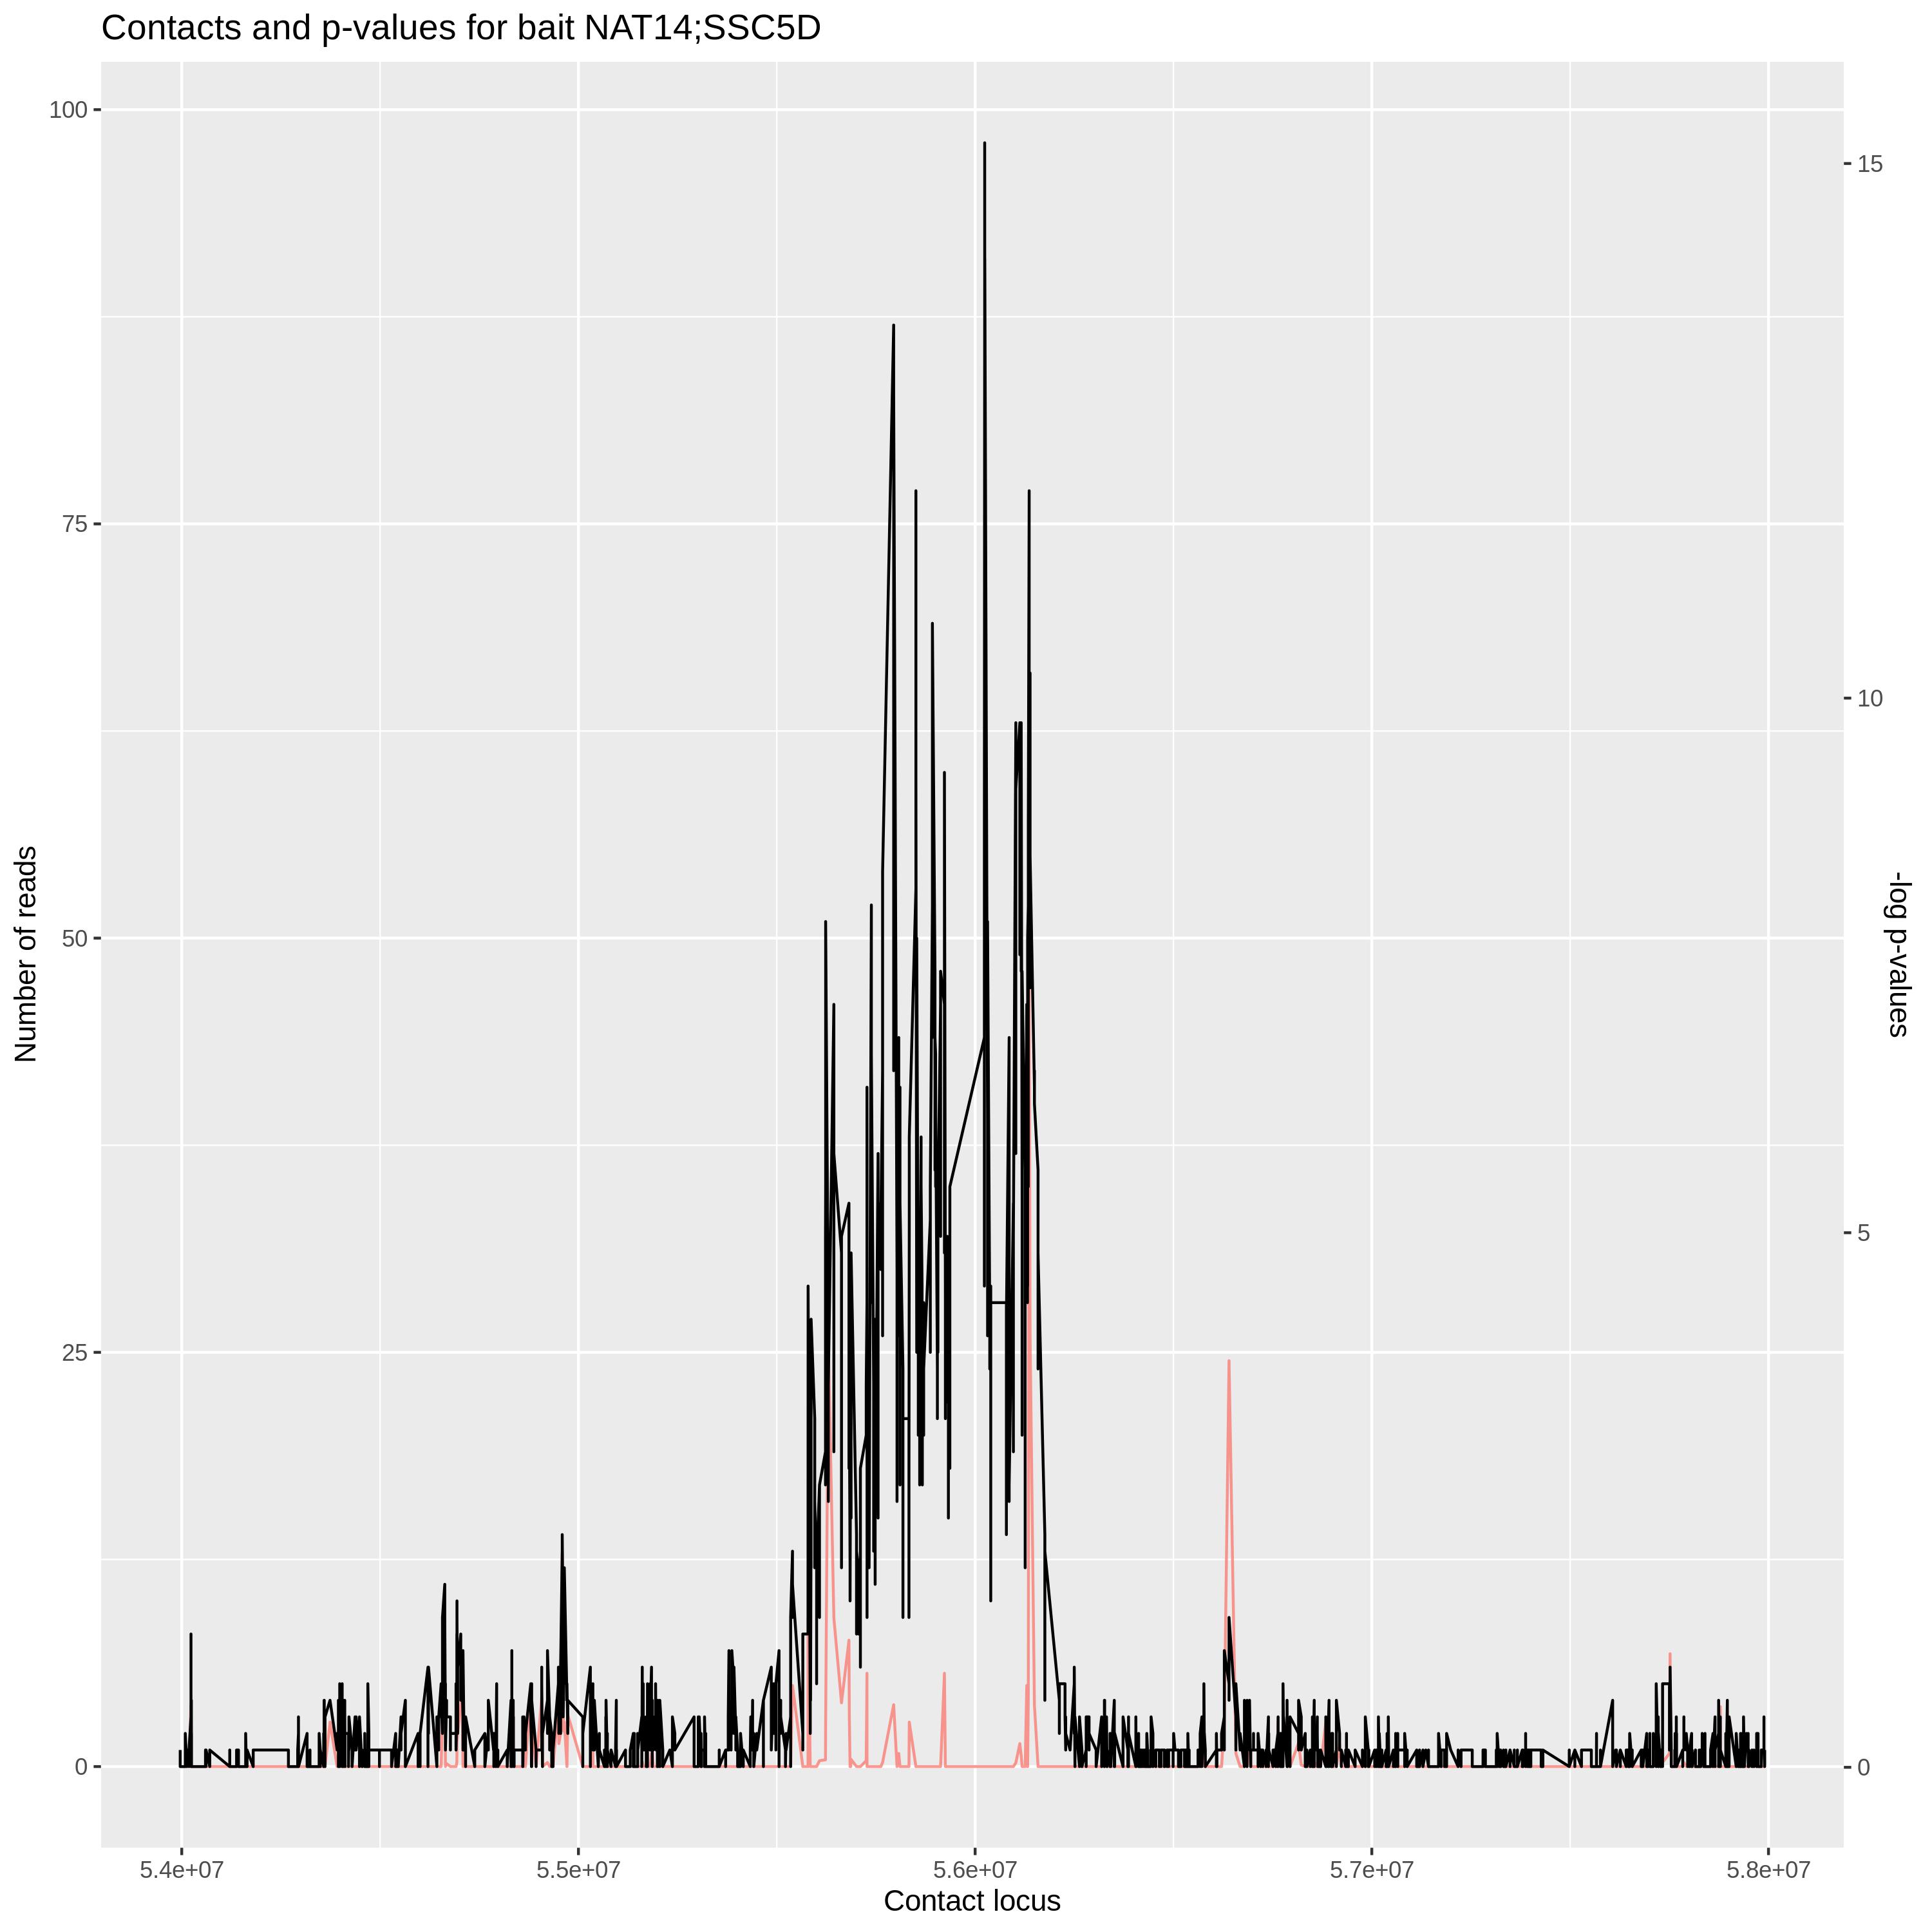 Contacts and p-values for bait NAT14;SSC5D
100
75
50
25
0
15
10
5
0
Number of reads
-log p-values
5.4e+07 5.5e+07 5.6e+07 5.7e+07 5.8e+07
Contact locus